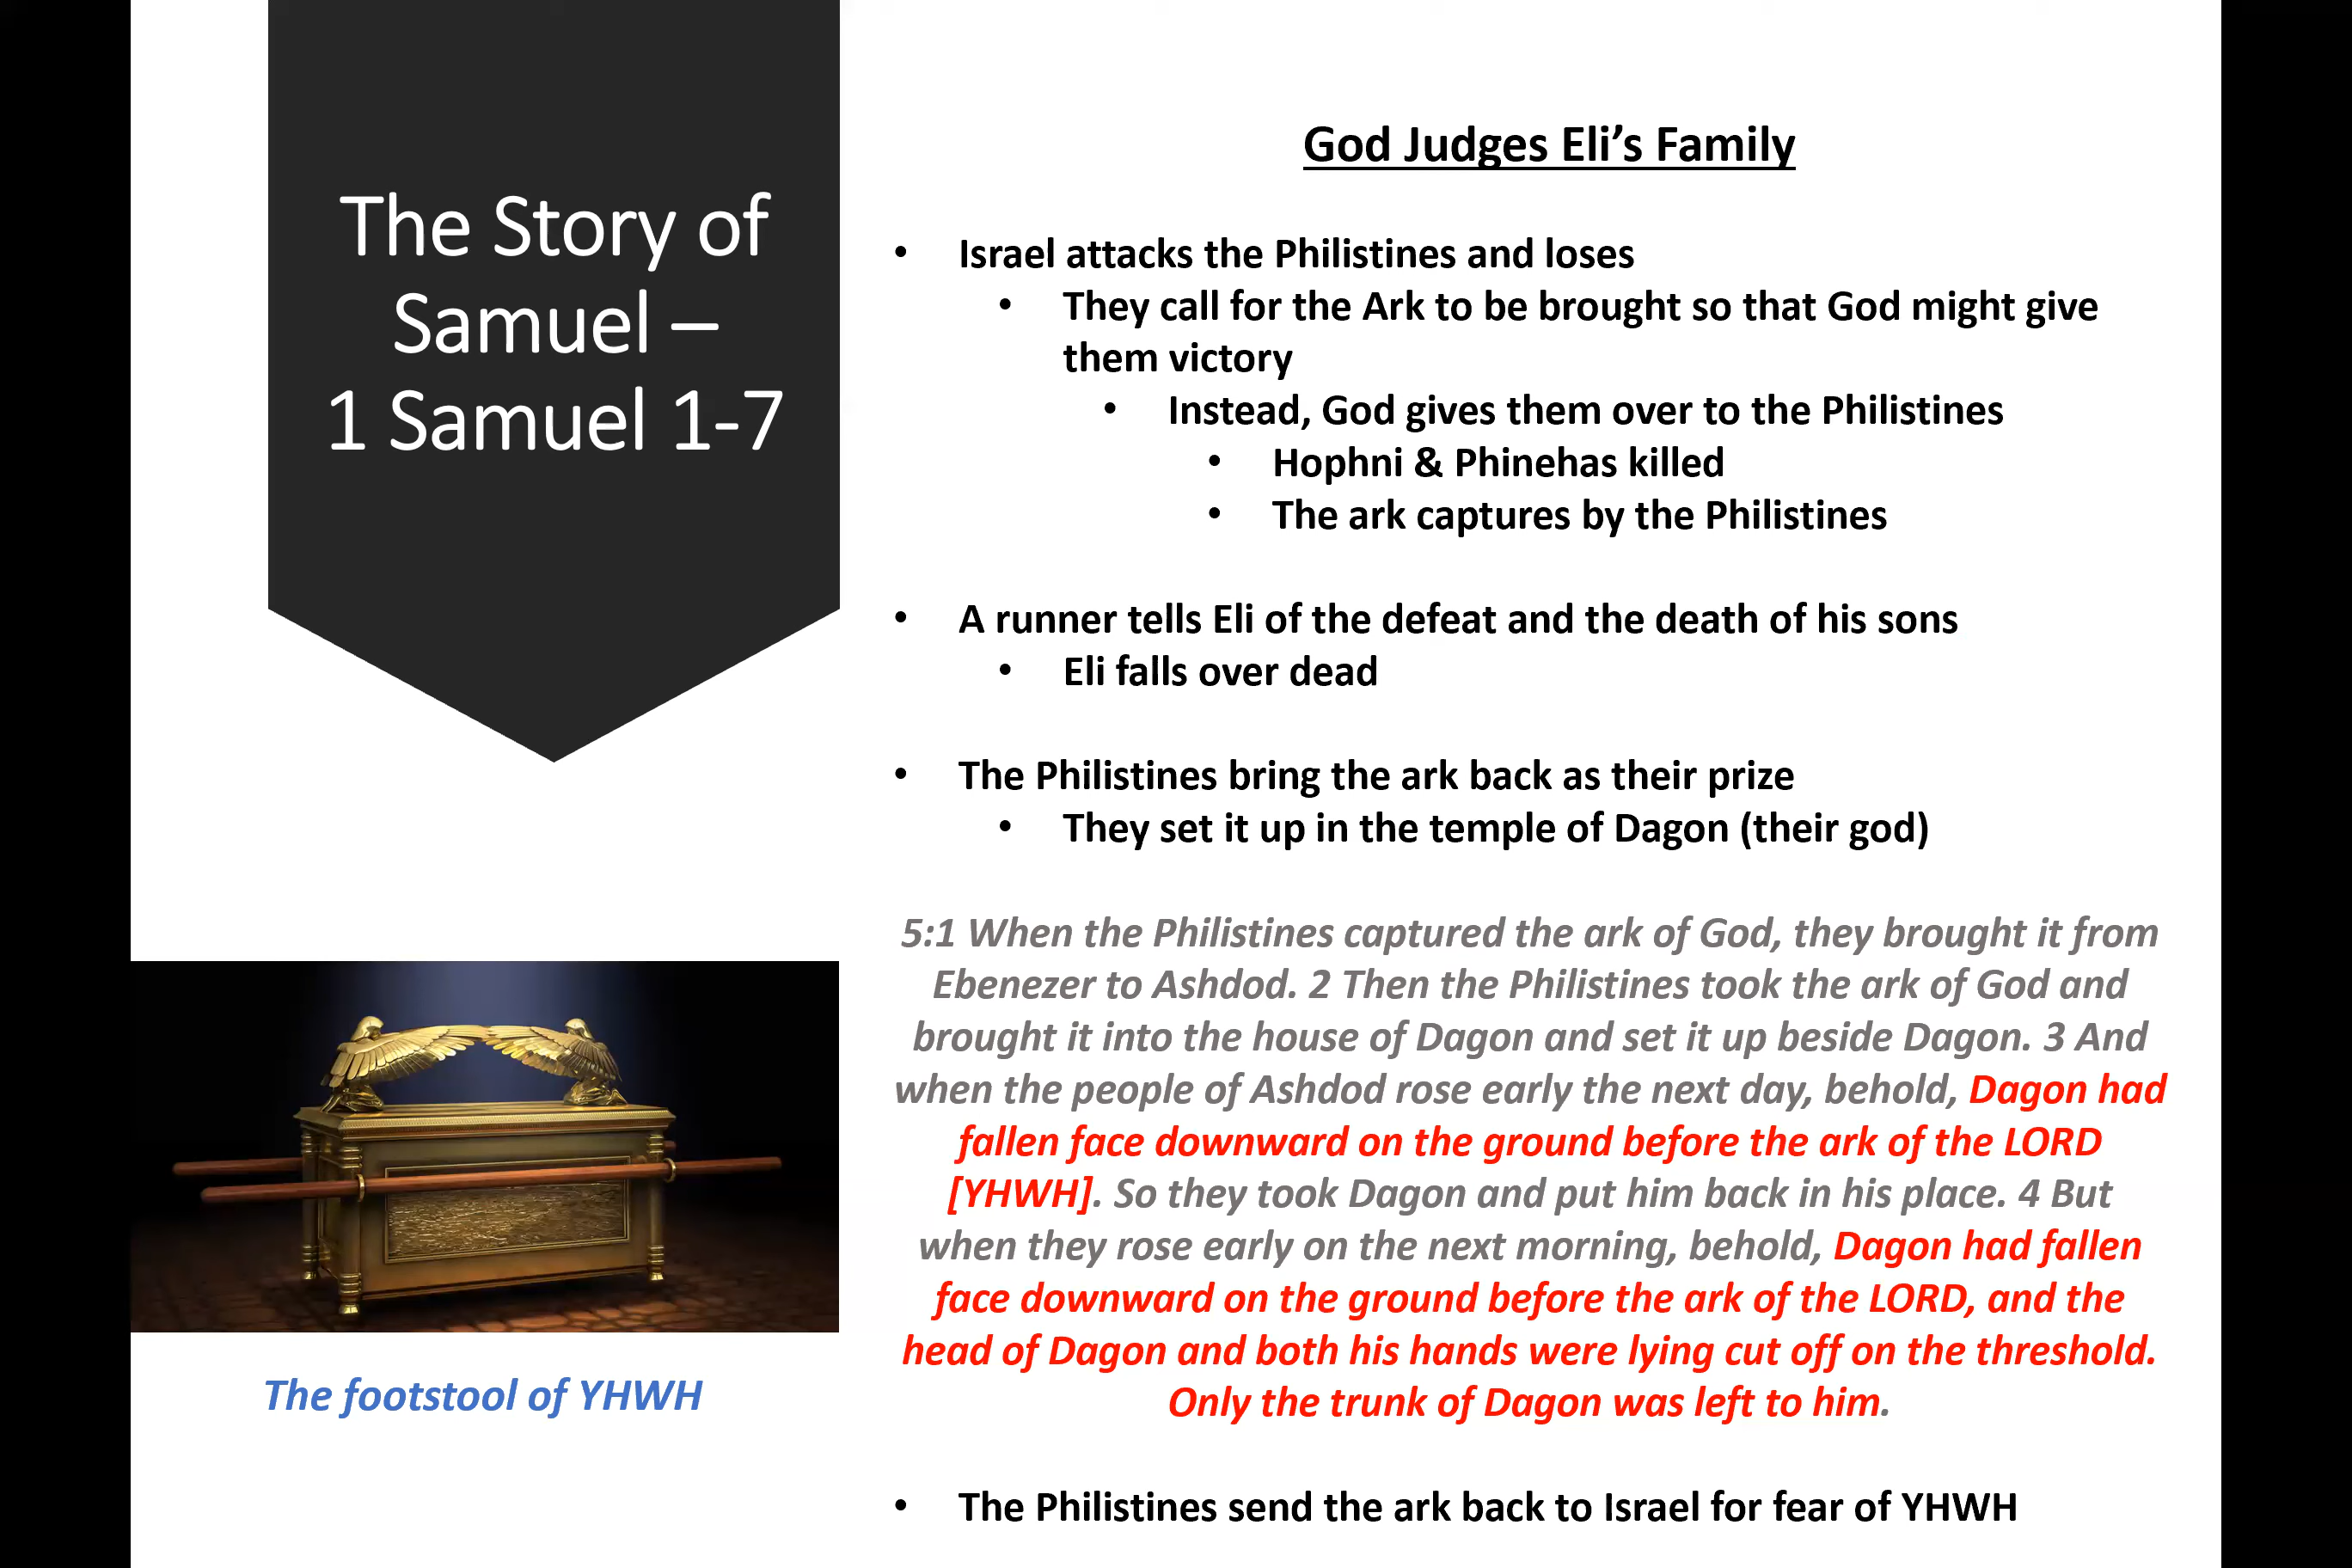 The Story of
Samuel –
1 Samuel 1-7
God Judges Eli’s Family
• Israel attacks the Philistines and loses
• They call for the Ark to be brought so that God might give
them victory
• Instead, God gives them over to the Philistines
• Hophni & Phinehas killed
• The ark captures by the Philistines
• A runner tells Eli of the defeat and the death of his sons
• Eli falls over dead
• The Philistines bring the ark back as their prize
• They set it up in the temple of Dagon (their god)
5:1 When the Philistines captured the ark of God, they brought it from
Ebenezer to Ashdod. 2 Then the Philistines took the ark of God and
brought it into the house of Dagon and set it up beside Dagon. 3 And
when the people of Ashdod rose early the next day, behold, Dagon had
fallen face downward on the ground before the ark of the LORD
[YHWH]. So they took Dagon and put him back in his place. 4 But
when they rose early on the next morning, behold, Dagon had fallen
face downward on the ground before the ark of the LORD, and the
head of Dagon and both his hands were lying cut off on the threshold.
Only the trunk of Dagon was left to him.
• The Philistines send the ark back to Israel for fear of YHWH
The footstool of YHWH